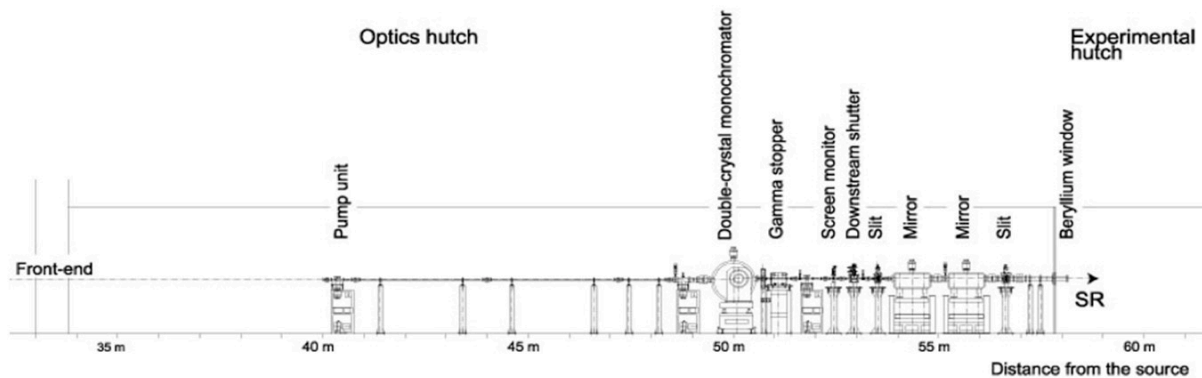 Optics hutch
Experimental
hutch
Pump unit
Double-crystal monochromator
Gamma stopper
Screen monitor
Downstream shutter
Slit
Mirror
Mirror
Slit
Beryllium window
Front-end
SR
35 m
40 m
45 m
50 m
55 m
60 m
Distance from the source